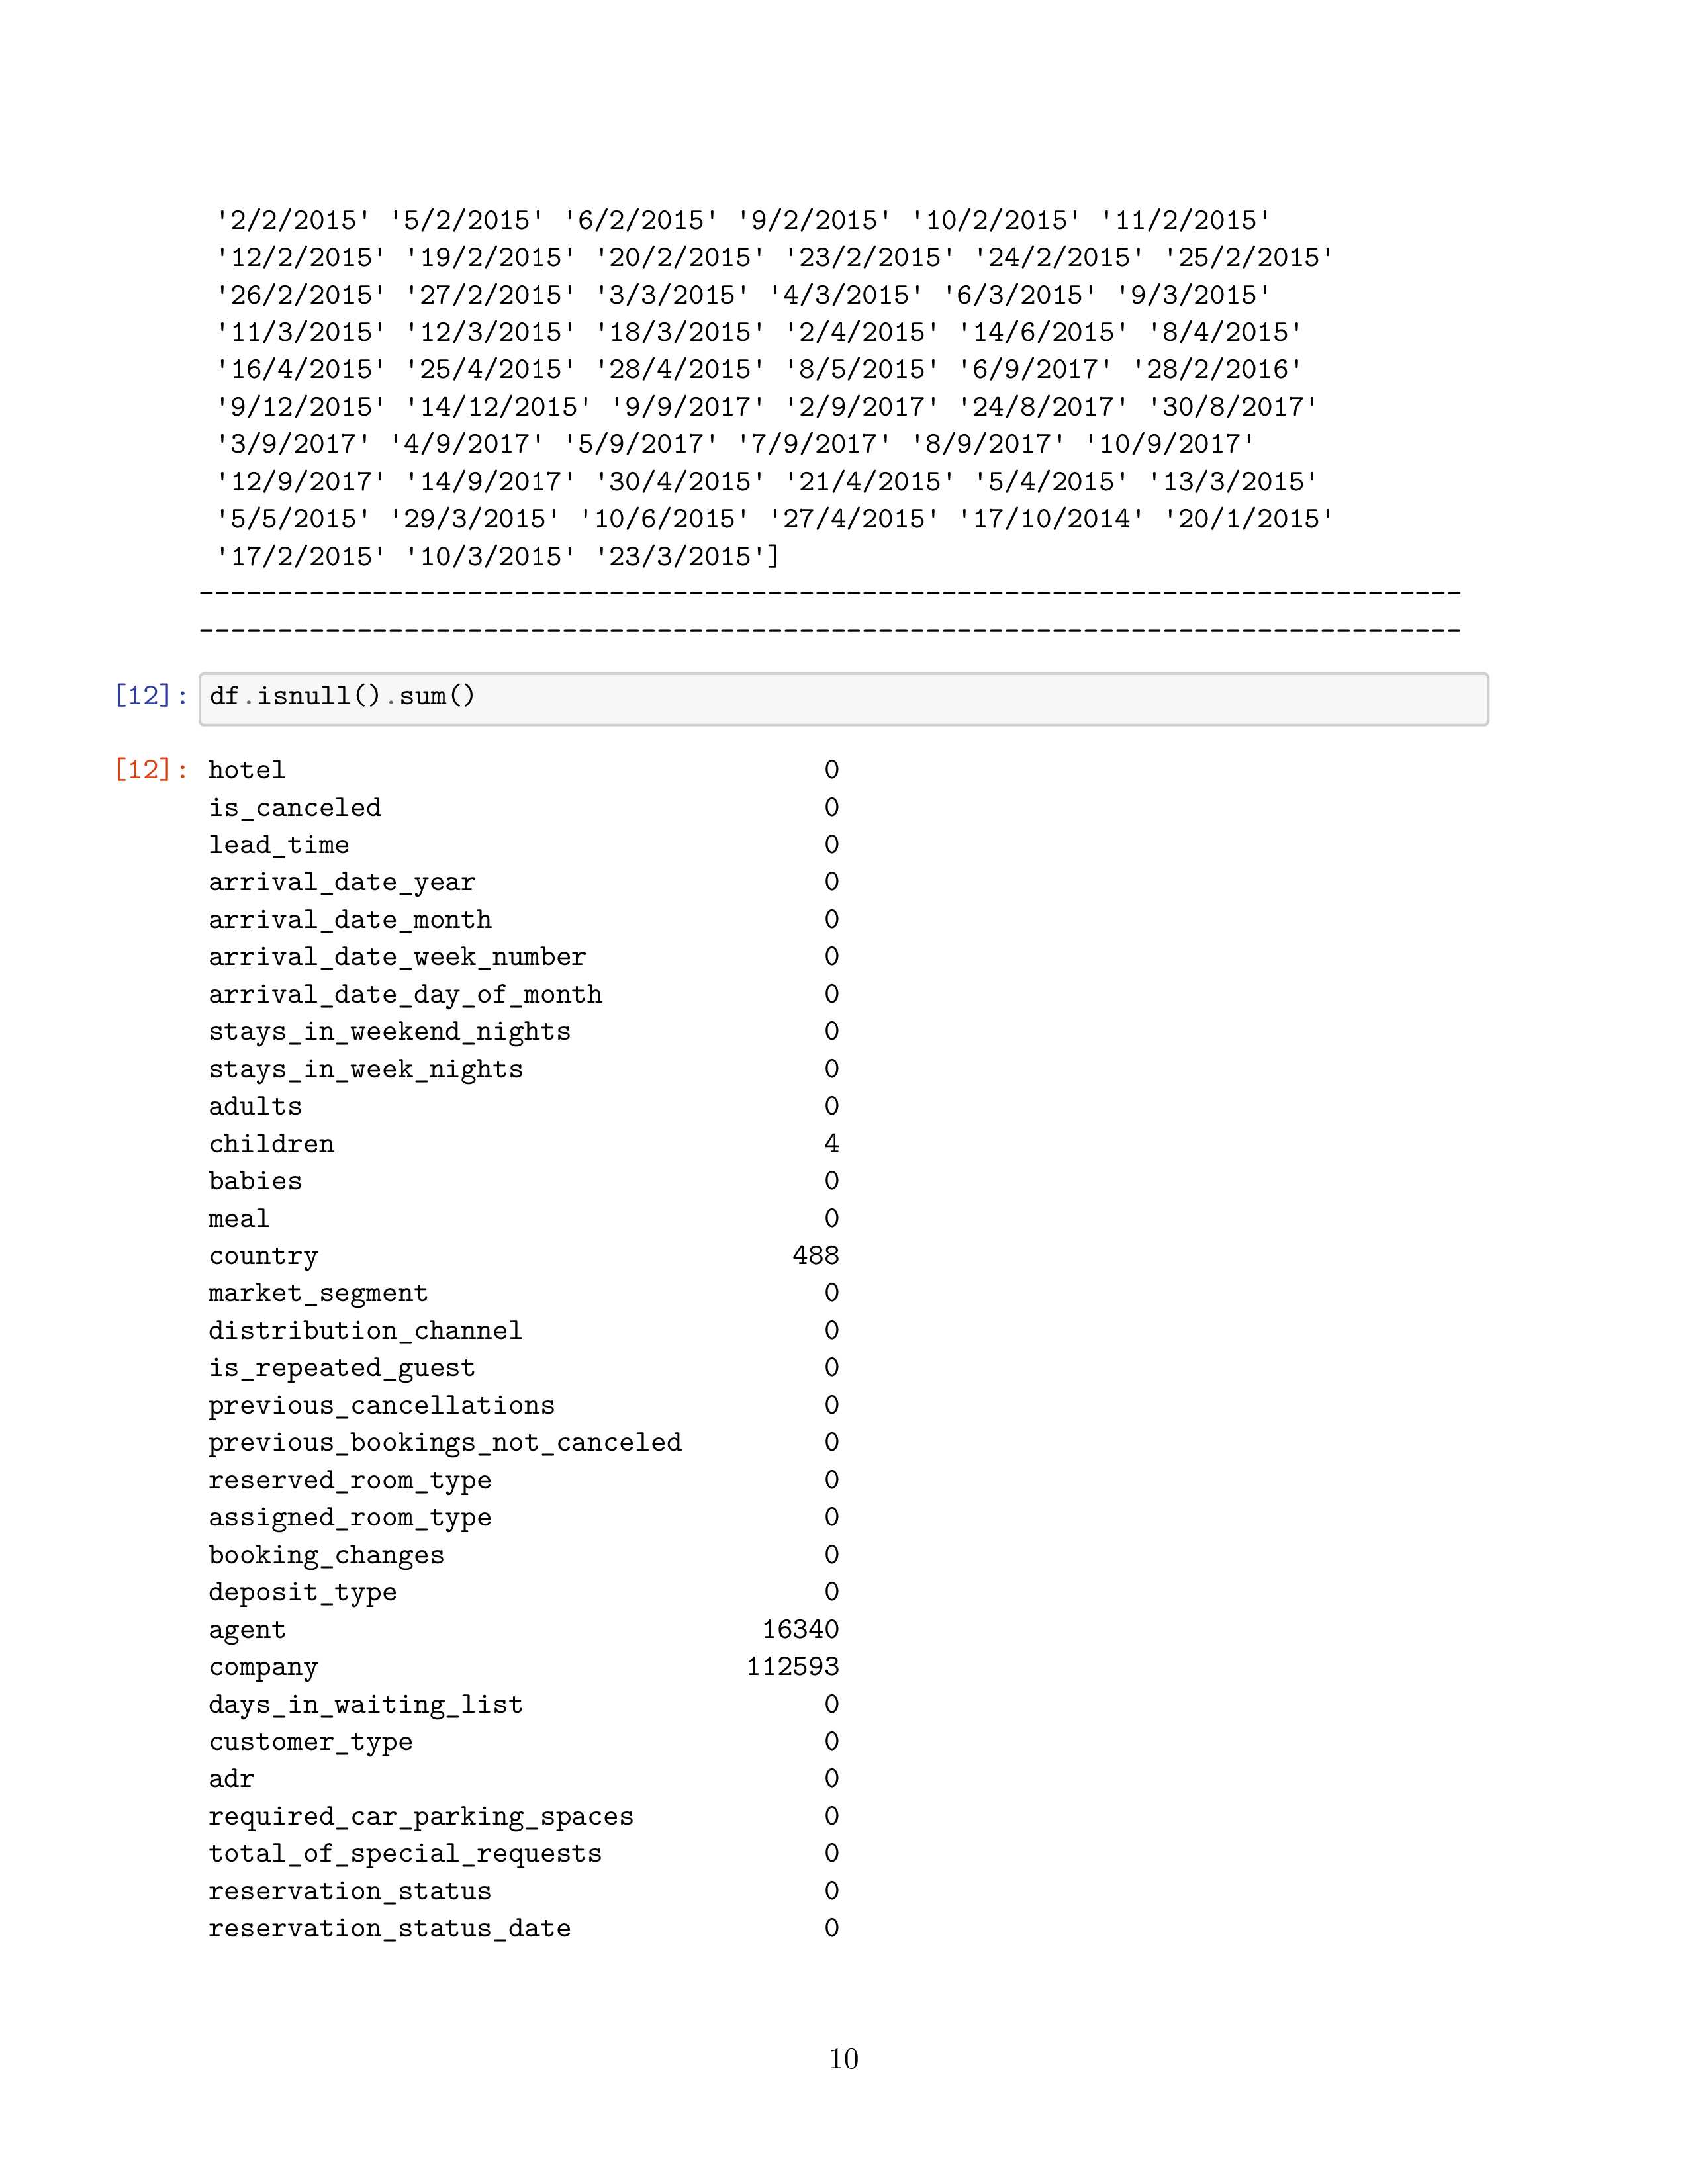 '2/2/2015' '5/2/2015' '6/2/2015' '9/2/2015' '10/2/2015' '11/2/2015'
'12/2/2015' '19/2/2015' '20/2/2015' '23/2/2015' '24/2/2015' '25/2/2015'
'26/2/2015' '27/2/2015' '3/3/2015' '4/3/2015' '6/3/2015' '9/3/2015'
'11/3/2015' '12/3/2015' '18/3/2015' '2/4/2015' '14/6/2015' '8/4/2015'
'16/4/2015' '25/4/2015' '28/4/2015' '8/5/2015' '6/9/2017' '28/2/2016'
'9/12/2015' '14/12/2015' '9/9/2017' '2/9/2017' '24/8/2017' '30/8/2017'
'3/9/2017' '4/9/2017' '5/9/2017' '7/9/2017' '8/9/2017' '10/9/2017'
'12/9/2017' '14/9/2017' '30/4/2015' '21/4/2015' '5/4/2015' '13/3/2015'
'5/5/2015' '29/3/2015' '10/6/2015' '27/4/2015' '17/10/2014' '20/1/2015'
'17/2/2015' '10/3/2015' '23/3/2015']
--------------------------------------------------------------------------------
--------------------------------------------------------------------------------
[12]: df.isnull().sum()
[12]: hotel 0
is_canceled 0
lead_time 0
arrival_date_year 0
arrival_date_month 0
arrival_date_week_number 0
arrival_date_day_of_month 0
stays_in_weekend_nights 0
stays_in_week_nights 0
adults 0
children 4
babies 0
meal 0
country 488
market_segment 0
distribution_channel 0
is_repeated_guest 0
previous_cancellations 0
previous_bookings_not_canceled 0
reserved_room_type 0
assigned_room_type 0
booking_changes 0
deposit_type 0
agent 16340
company 112593
days_in_waiting_list 0
customer_type 0
adr 0
required_car_parking_spaces 0
total_of_special_requests 0
reservation_status 0
reservation_status_date 0
10